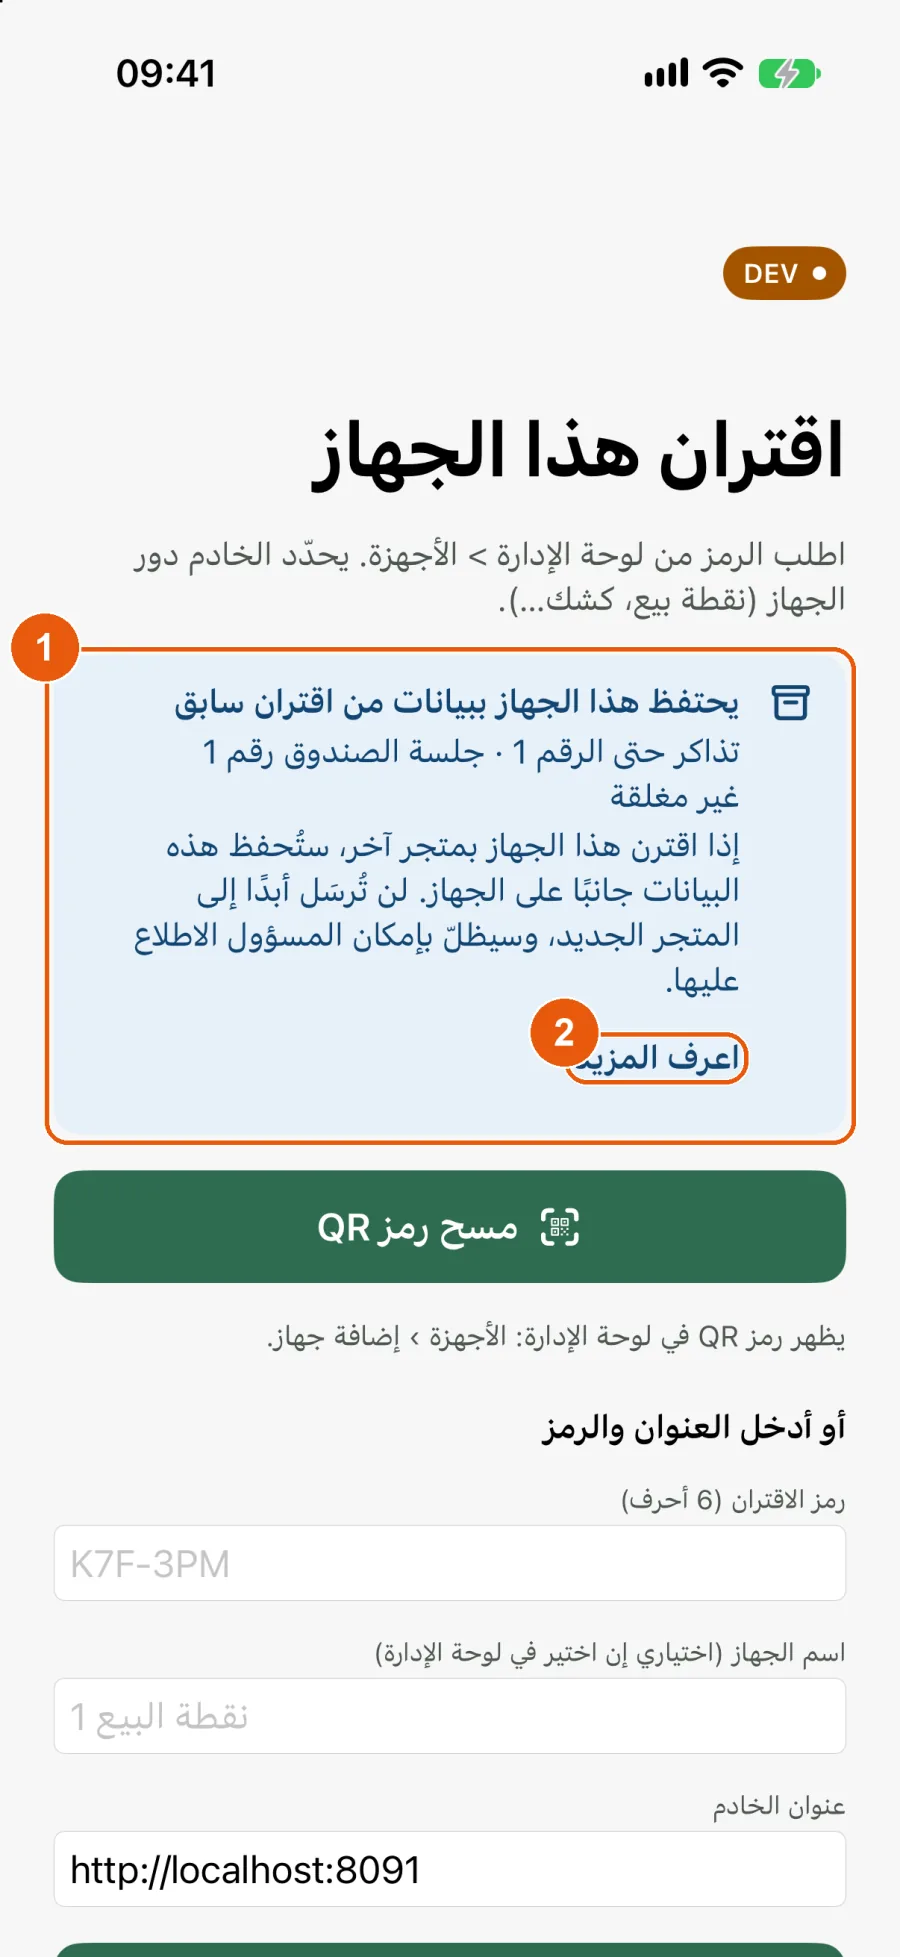 09:41
DEV
اقتران هذا الجهاز
اطلب الرمز من لوحة الإدارة > الأجهزة. يحدّد الخادم دور
الجهاز (نقطة بيع، كشك...).
1
يحتفظ هذا الجهاز ببيانات من اقتران سابق
تذاكر حتى الرقم 1 · جلسة الصندوق رقم 1
غير مغلقة
إذا اقترن هذا الجهاز بمتجر آخر، ستُحفظ هذه
البيانات جانبًا على الجهاز. لن تُرسَل أبدًا إلى
المتجر الجديد، وسيظلّ بإمكان المسؤول الاطلاع
عليها.
2
اعرف المزيد
مسح رمز QR
يظهر رمز QR في لوحة الإدارة: الأجهزة › إضافة جهاز.
أو أدخل العنوان والرمز
رمز الاقتران (6 أحرف)
K7F-3PM
اسم الجهاز (اختياري إن اختير في لوحة الإدارة)
نقطة البيع 1
عنوان الخادم
http://localhost:8091